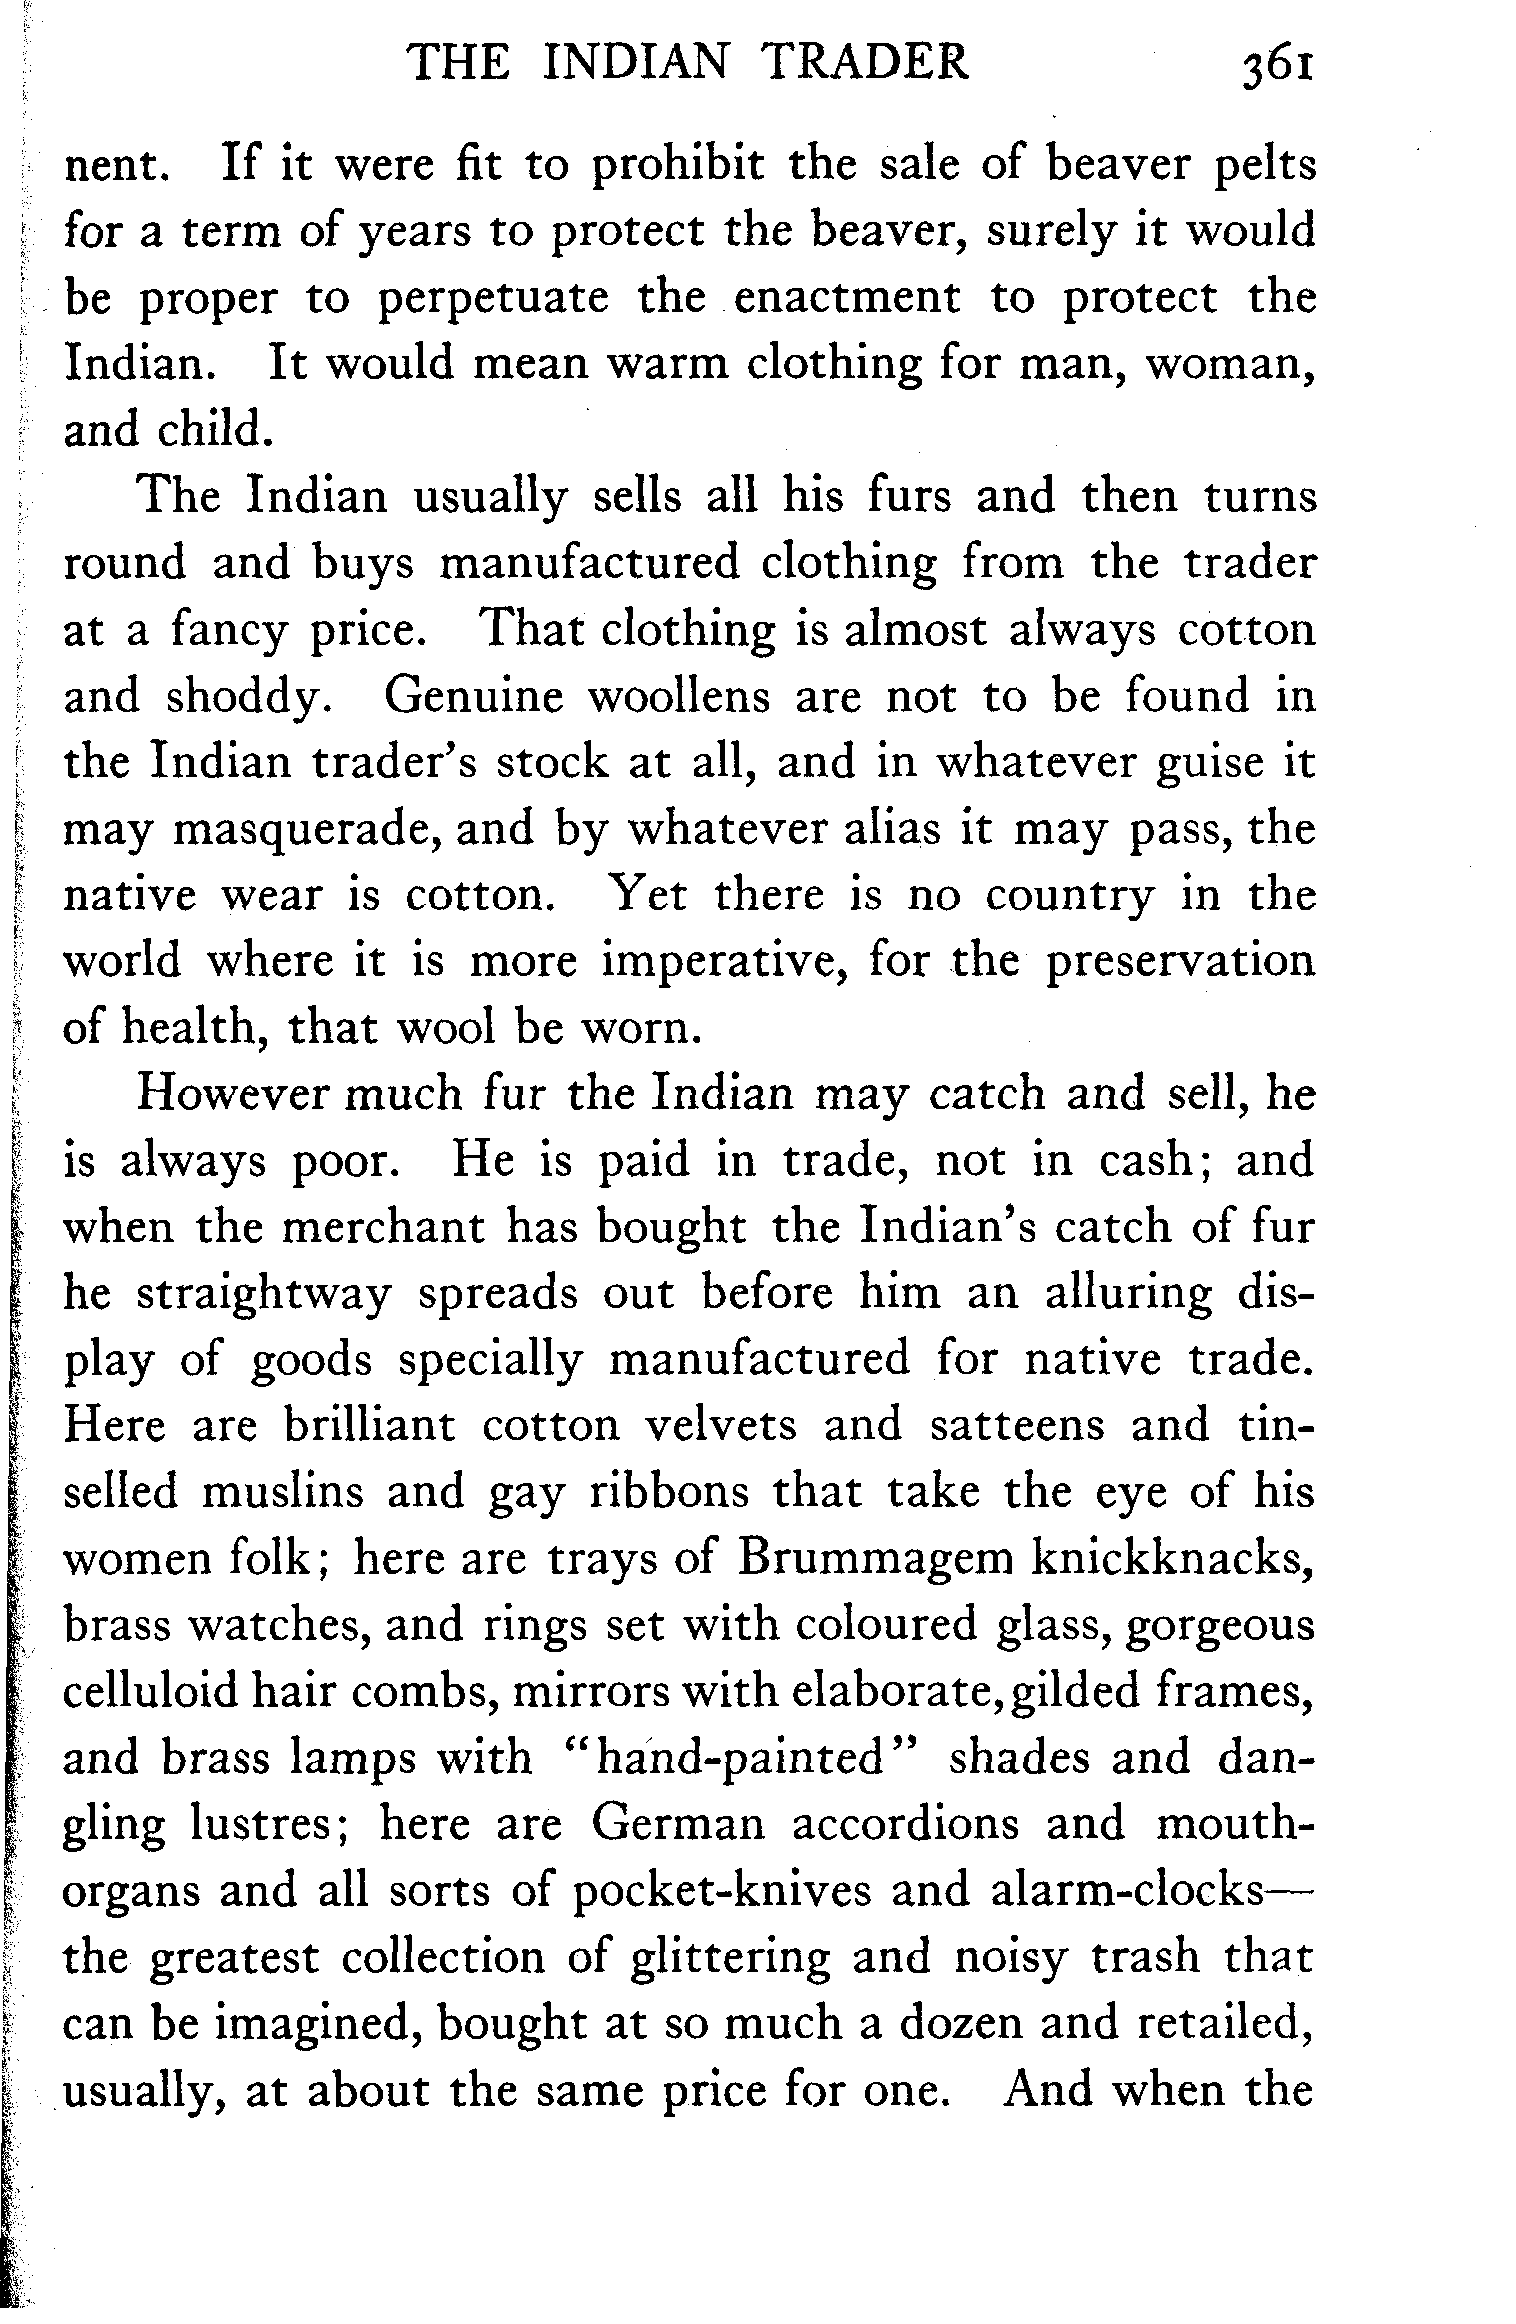 THE INDIAN TRADER 361
nent. If it were fit to prohibit the sale of beaver pelts
for a term of years to protect the beaver, surely it would
be proper to perpetuate the enactment to protect the
Indian. It would mean warm clothing for man, woman,
and child.
The Indian usually sells all his furs and then turns
round and buys manufactured clothing from the trader
at a fancy price. That clothing is almost always cotton
and shoddy. Genuine woollens are not to be found in
the Indian trader's stock at all, and in whatever guise it
may masquerade, and by whatever alias it may pass, the
native wear is cotton. Yet there is no country in the
world where it is more imperative, for the preservation
of health, that wool be worn.
However much fur the Indian may catch and sell, he
is always poor. He is paid in trade, not in cash; and
when the merchant has bought the Indian's catch of fur
he straightway spreads out before him an alluring dis-
play of goods specially manufactured for native trade.
Here are brilliant cotton velvets and satteens and tin-
selled muslins and gay ribbons that take the eye of his
women folk; here are trays of Brummagem knickknacks,
brass watches, and rings set with coloured glass, gorgeous
celluloid hair combs, mirrors with elaborate, gilded frames,
and brass lamps with "hand-painted" shades and dan-
gling lustres; here are German accordions and mouth-
organs and all sorts of pocket-knives and alarm-clocks—
the greatest collection of glittering and noisy trash that
can be imagined, bought at so much a dozen and retailed,
usually, at about the same price for one. And when the